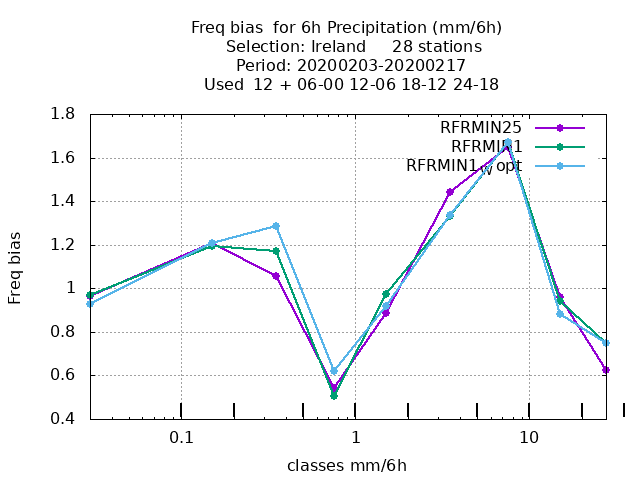 Freq bias  for 6h Precipitation (mm/6h)
Selection: Ireland     28 stations
Period: 20200203-20200217
Used  12 + 06-00 12-06 18-12 24-18
RFRMIN25
RFRMIN1
RFRMIN1_opt
1.8
1.6
1.4
1.2
1
0.8
0.6
0.4
Freq bias
0.1
1
10
classes mm/6h